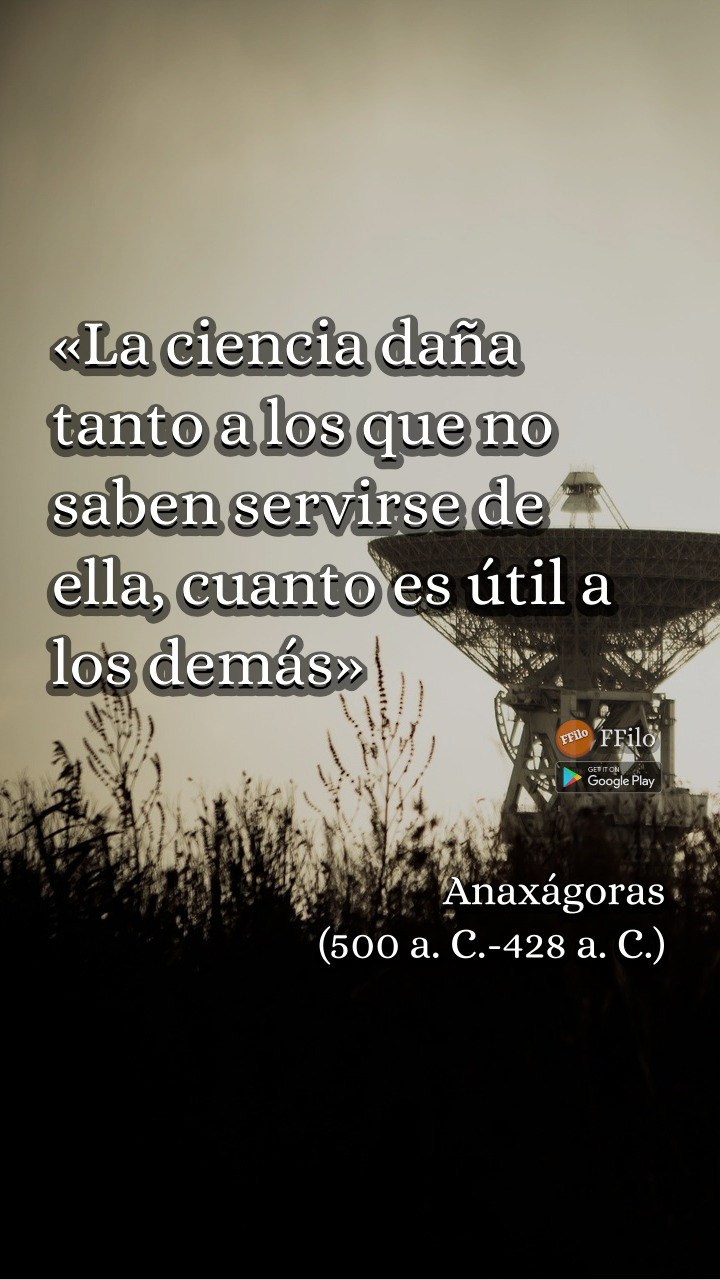 «La ciencia daña
tanto a los que no
saben servirse de
ella, cuanto es útil a
los demás»
FFilo FFilo
GET IT ON
Google Play
Anaxágoras
(500 a. C.-428 a. C.)